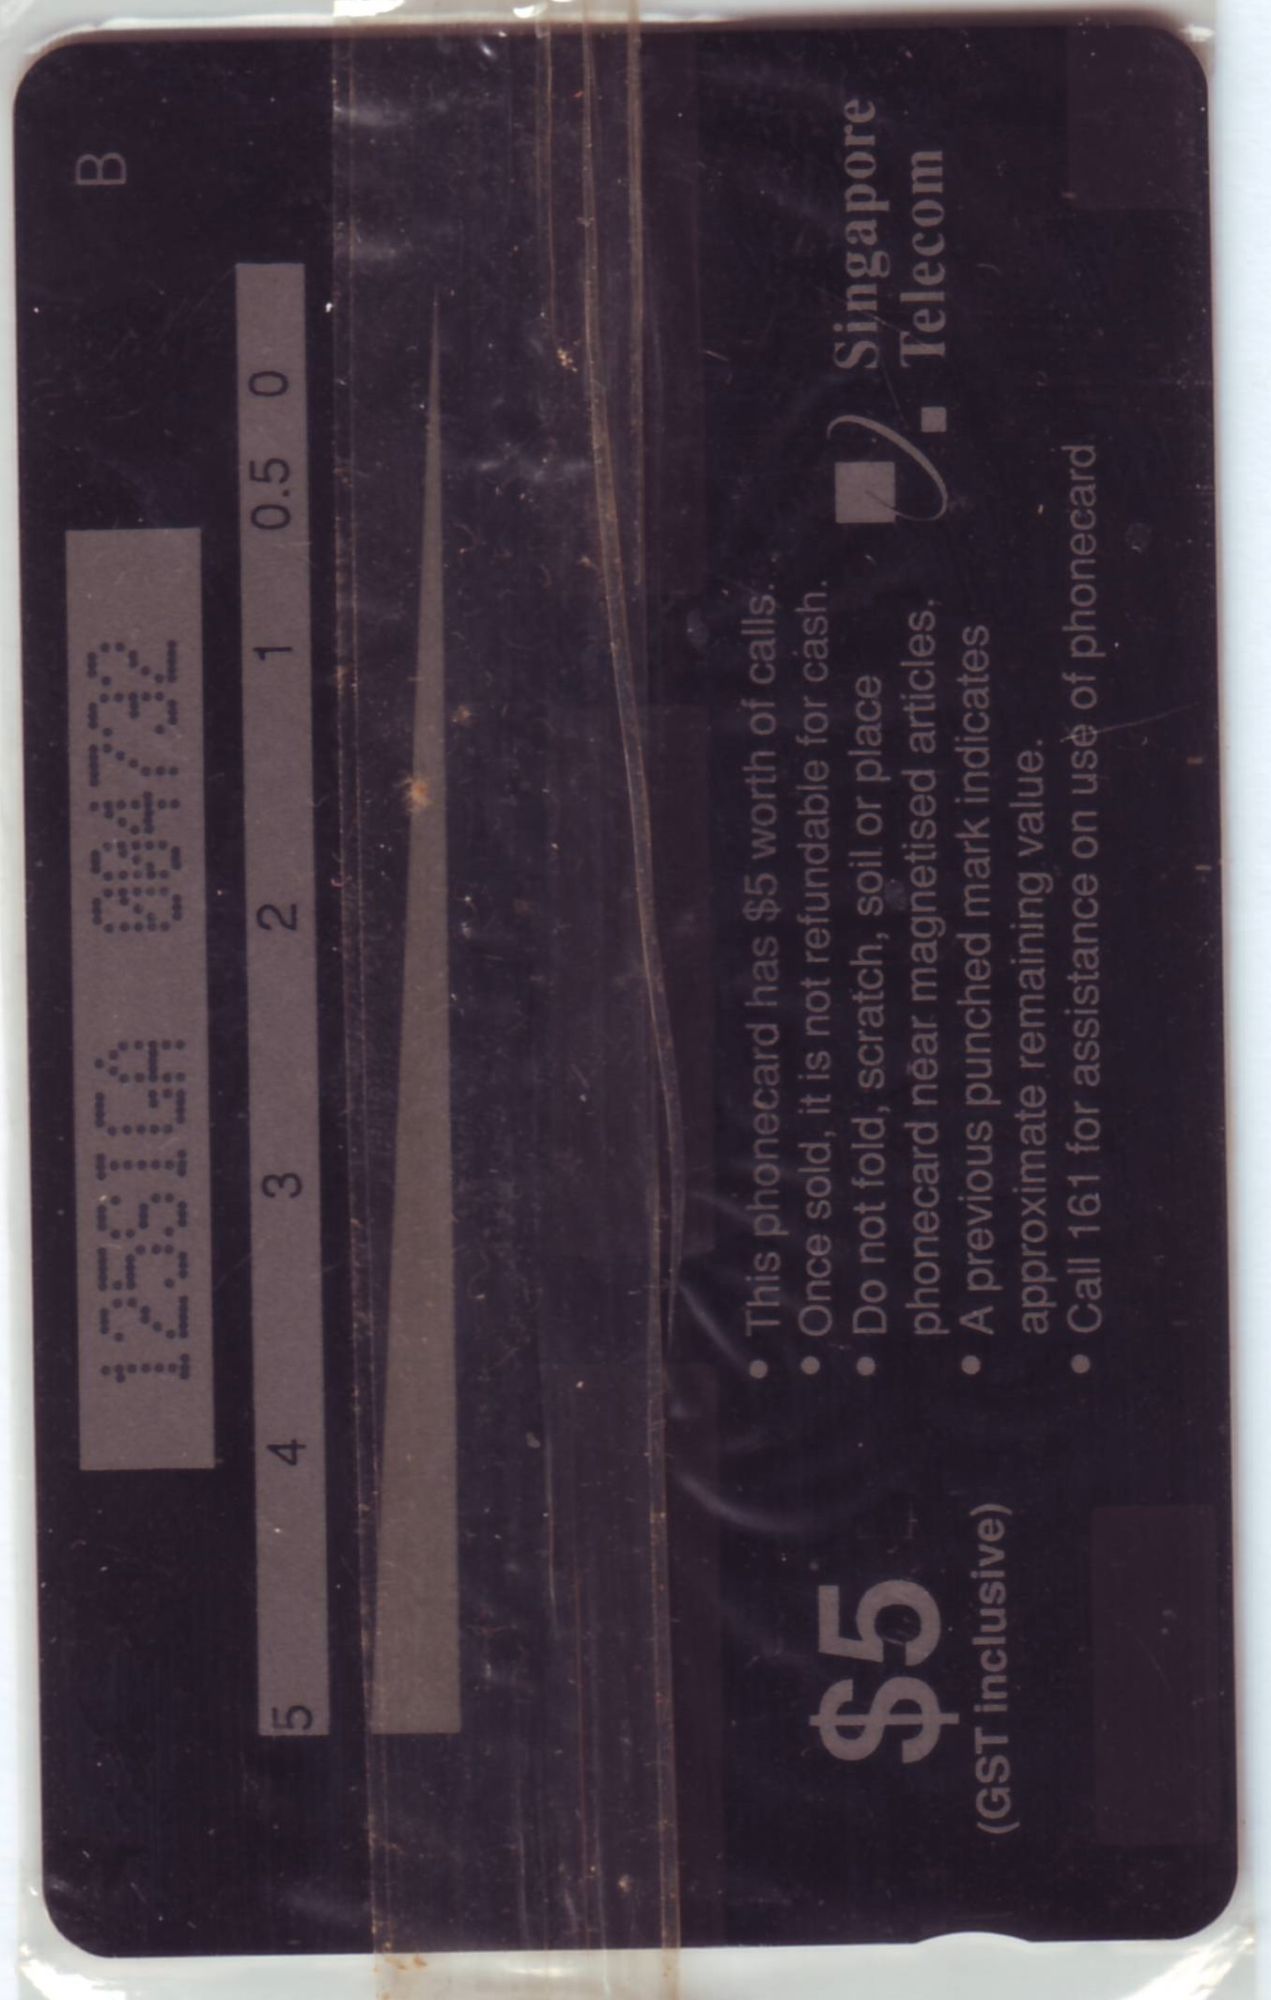 B
125SIGA 004732
5 4 3 2 1 0.5 0
$5
(GST inclusive)
• This phonecard has $5 worth of calls.
• Once sold, it is not refundable for cash.
• Do not fold, scratch, soil or place
phonecard near magnetised articles.
• A previous punched mark indicates
approximate remaining value.
• Call 161 for assistance on use of phonecard
Singapore
Telecom